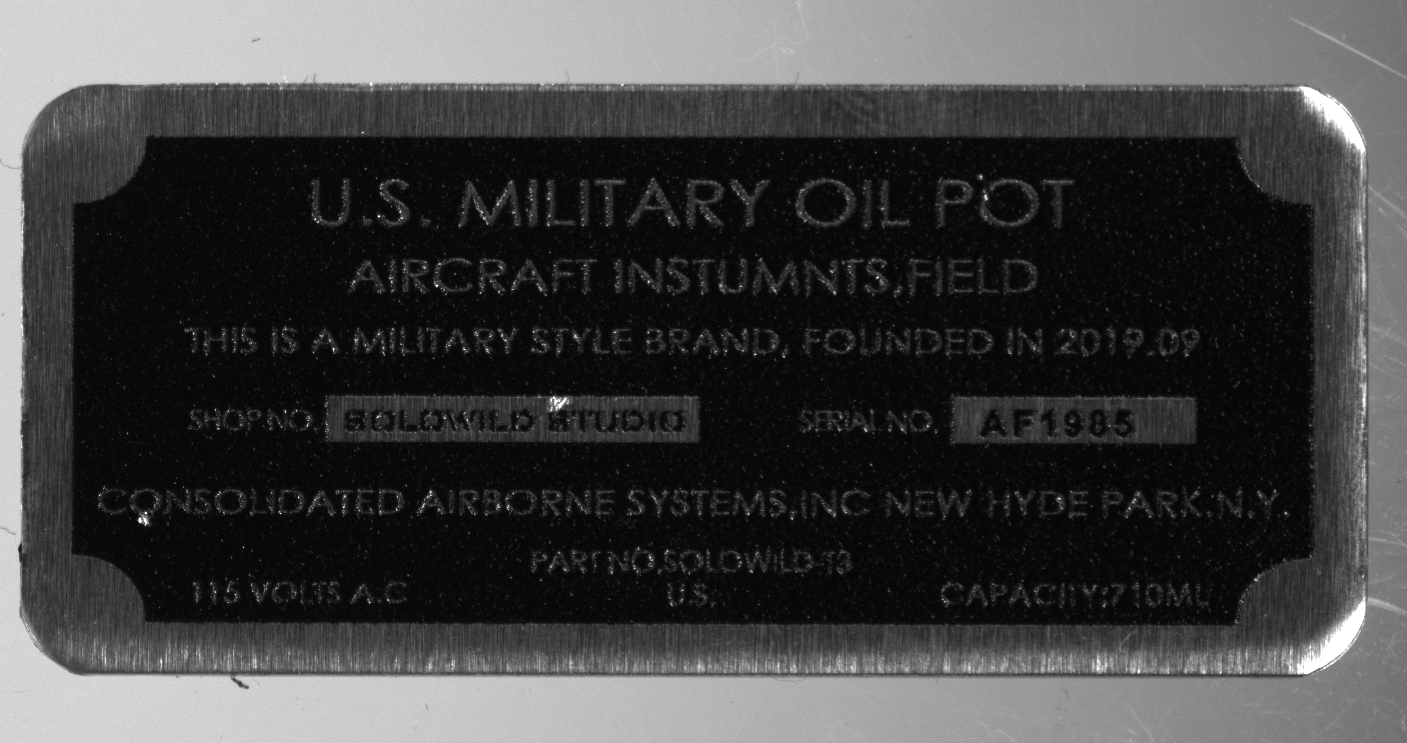 U.S. MILITARY OIL POT
AIRCRAFT INSTUMNTS,FIELD
THIS IS A MILITARY STYLE BRAND, FOUNDED IN 2019.09
SHOP NO. SOLOWILD STUDIO SERIAL NO. AF1985
CONSOLIDATED AIRBORNE SYSTEMS,INC NEW HYDE PARK.N.Y.
PART NO.SOLOWILD-T8
115 VOLTS A.C U.S. CAPACITY:710ML